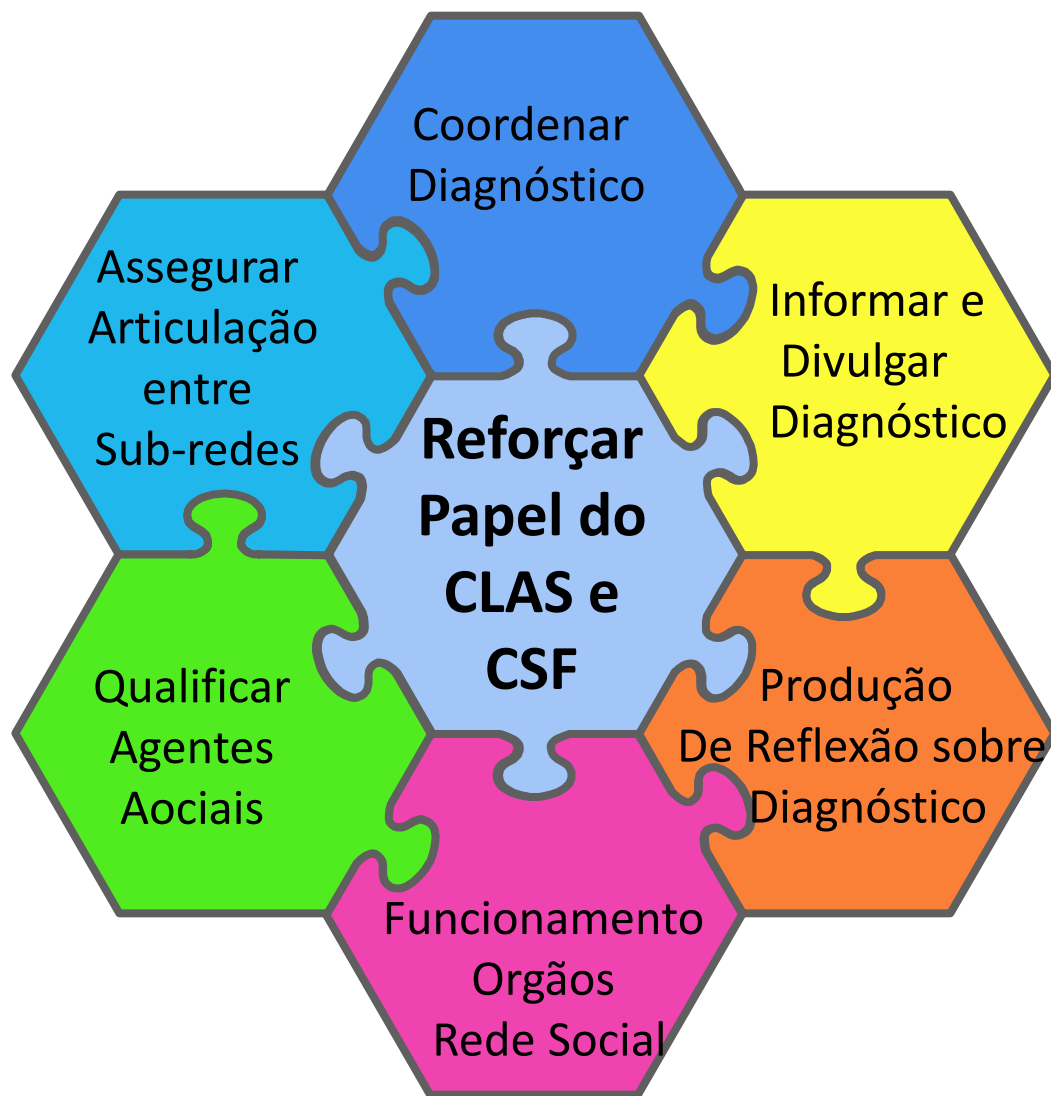 Coordenar
Diagnóstico
Assegurar
Articulação
entre
Sub-redes
Informar e
Divulgar
Diagnóstico
Reforçar
Papel do
CLAS e
CSF
Qualificar
Agentes
Aociais
Produção
De Reflexão sobre
Diagnóstico
Funcionamento
Orgãos
Rede Social